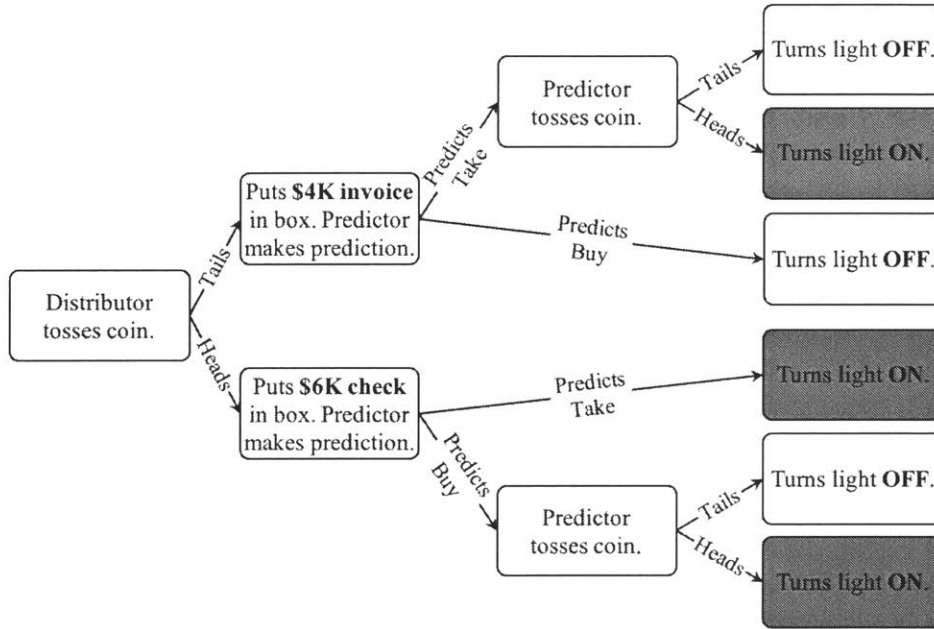 Distributor
tosses coin.
Tails
Heads
Puts $4K invoice
in box. Predictor
makes prediction.
Predicts
Take
Predicts
Buy
Predictor
tosses coin.
Tails
Heads
Turns light OFF.
Turns light ON.
Turns light OFF.
Puts $6K check
in box. Predictor
makes prediction.
Predicts
Take
Predicts
Buy
Predictor
tosses coin.
Tails
Heads
Turns light ON.
Turns light OFF.
Turns light ON.